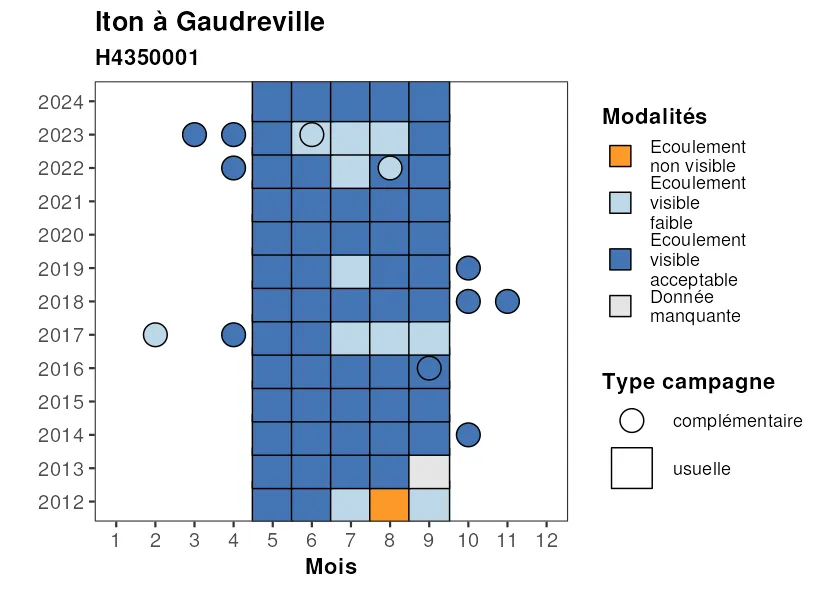 Iton à Gaudreville
H4350001
2024
2023
2022
2021
2020
2019
2018
2017
2016
2015
2014
2013
2012
1 2 3 4 5 6 7 8 9 10 11 12
Mois
Modalités
Ecoulement
non visible
Ecoulement
visible
faible
Ecoulement
visible
acceptable
Donnée
manquante
Type campagne
complémentaire
usuelle